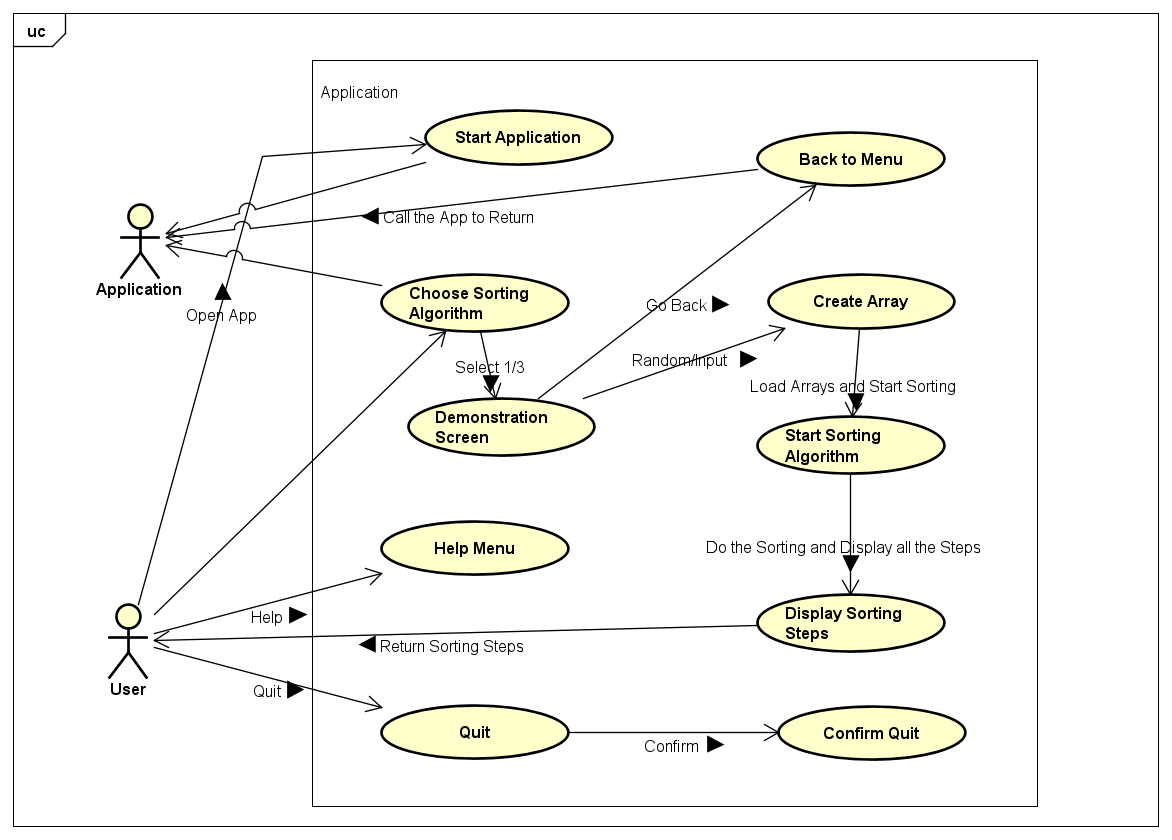 uc
Application
Start Application
Back to Menu
Call the App to Return
Application
Open App
Choose Sorting
Algorithm
Create Array
Go Back
Random/Input
Select 1/3
Load Arrays and Start Sorting
Demonstration
Screen
Start Sorting
Algorithm
Help Menu
Do the Sorting and Display all the Steps
Help
Display Sorting
Steps
Return Sorting Steps
User
Quit
Quit
Confirm
Confirm Quit